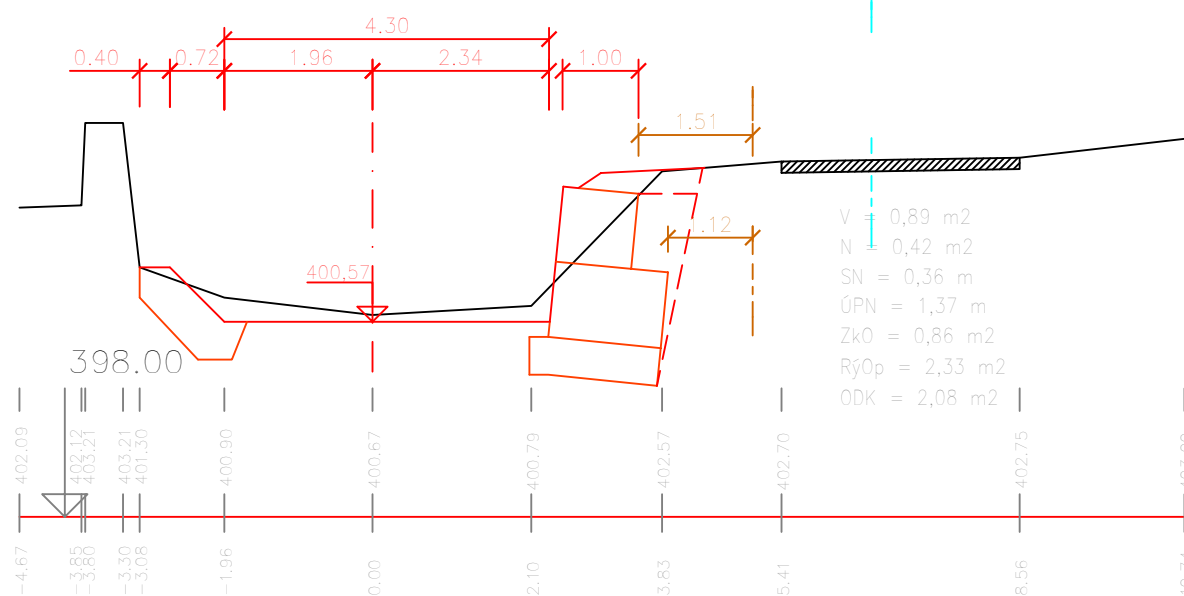 4.30
0.40 0.72 1.96 2.34 1.00
1.51
1.12
400,57
V = 0,89 m2
N = 0,42 m2
SN = 0,36 m
ÚPN = 1,37 m
ZkO = 0,86 m2
RýOp = 2,33 m2
ODK = 2,08 m2
398.00
402.09 402.12 403.21 403.21 401.30 400.90 400.67 400.79 402.57 402.70 402.75
-4.67 -3.85 -3.80 -3.30 -3.08 -1.96 0.00 2.10 3.83 5.41 8.56